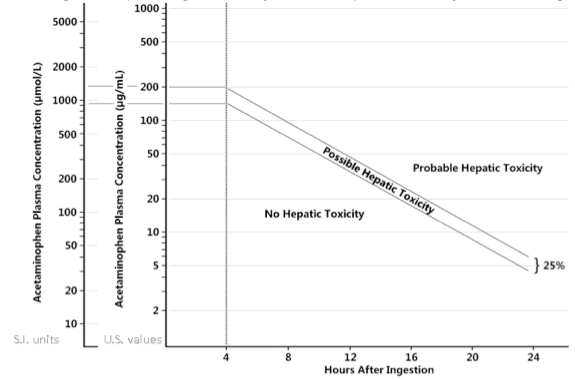 Acetaminophen Plasma Concentration (μmol/L)
5000
2000
1000
500
200
100
50
20
10
S.I. units
Acetaminophen Plasma Concentration (μg/mL)
1000
500
200
100
50
20
10
5
2
U.S. values
Possible Hepatic Toxicity
Probable Hepatic Toxicity
No Hepatic Toxicity
} 25%
4 8 12 16 20 24
Hours After Ingestion